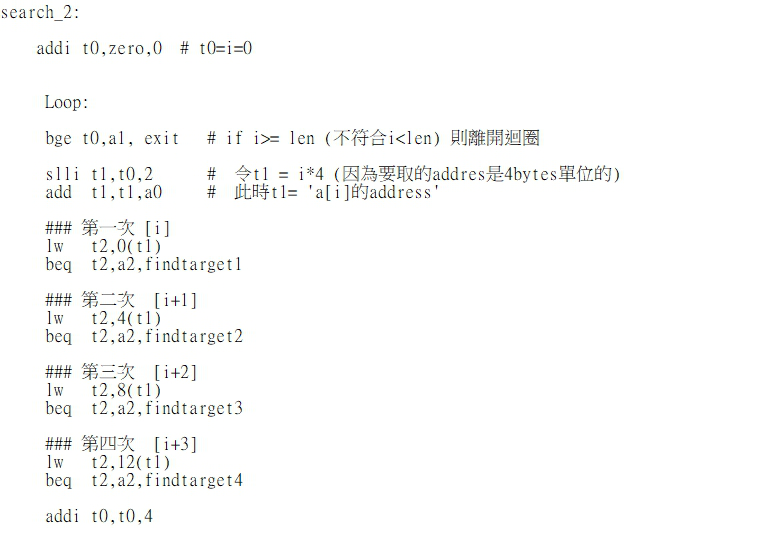 search_2:
addi t0,zero,0 # t0=i=0
Loop:
bge t0,a1, exit # if i>= len (不符合i<len) 則離開迴圈
slli t1,t0,2 # 令t1 = i*4 (因為要取的addres是4bytes單位的)
add t1,t1,a0 # 此時t1= 'a[i]的address'
### 第一次 [i]
lw t2,0(t1)
beq t2,a2,findtarget1
### 第二次 [i+1]
lw t2,4(t1)
beq t2,a2,findtarget2
### 第三次 [i+2]
lw t2,8(t1)
beq t2,a2,findtarget3
### 第四次 [i+3]
lw t2,12(t1)
beq t2,a2,findtarget4
addi t0,t0,4